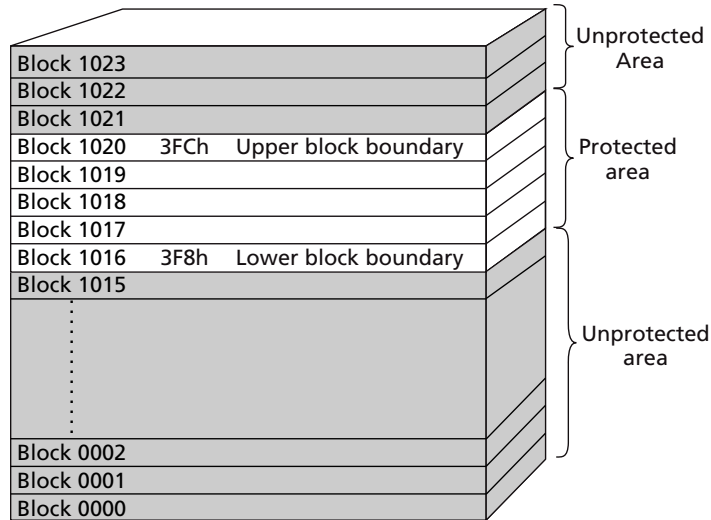 Block 1023
Block 1022
Block 1021
Block 1020 3FCh Upper block boundary
Block 1019
Block 1018
Block 1017
Block 1016 3F8h Lower block boundary
Block 1015
Block 0002
Block 0001
Block 0000
Unprotected
Area
Protected
area
Unprotected
area